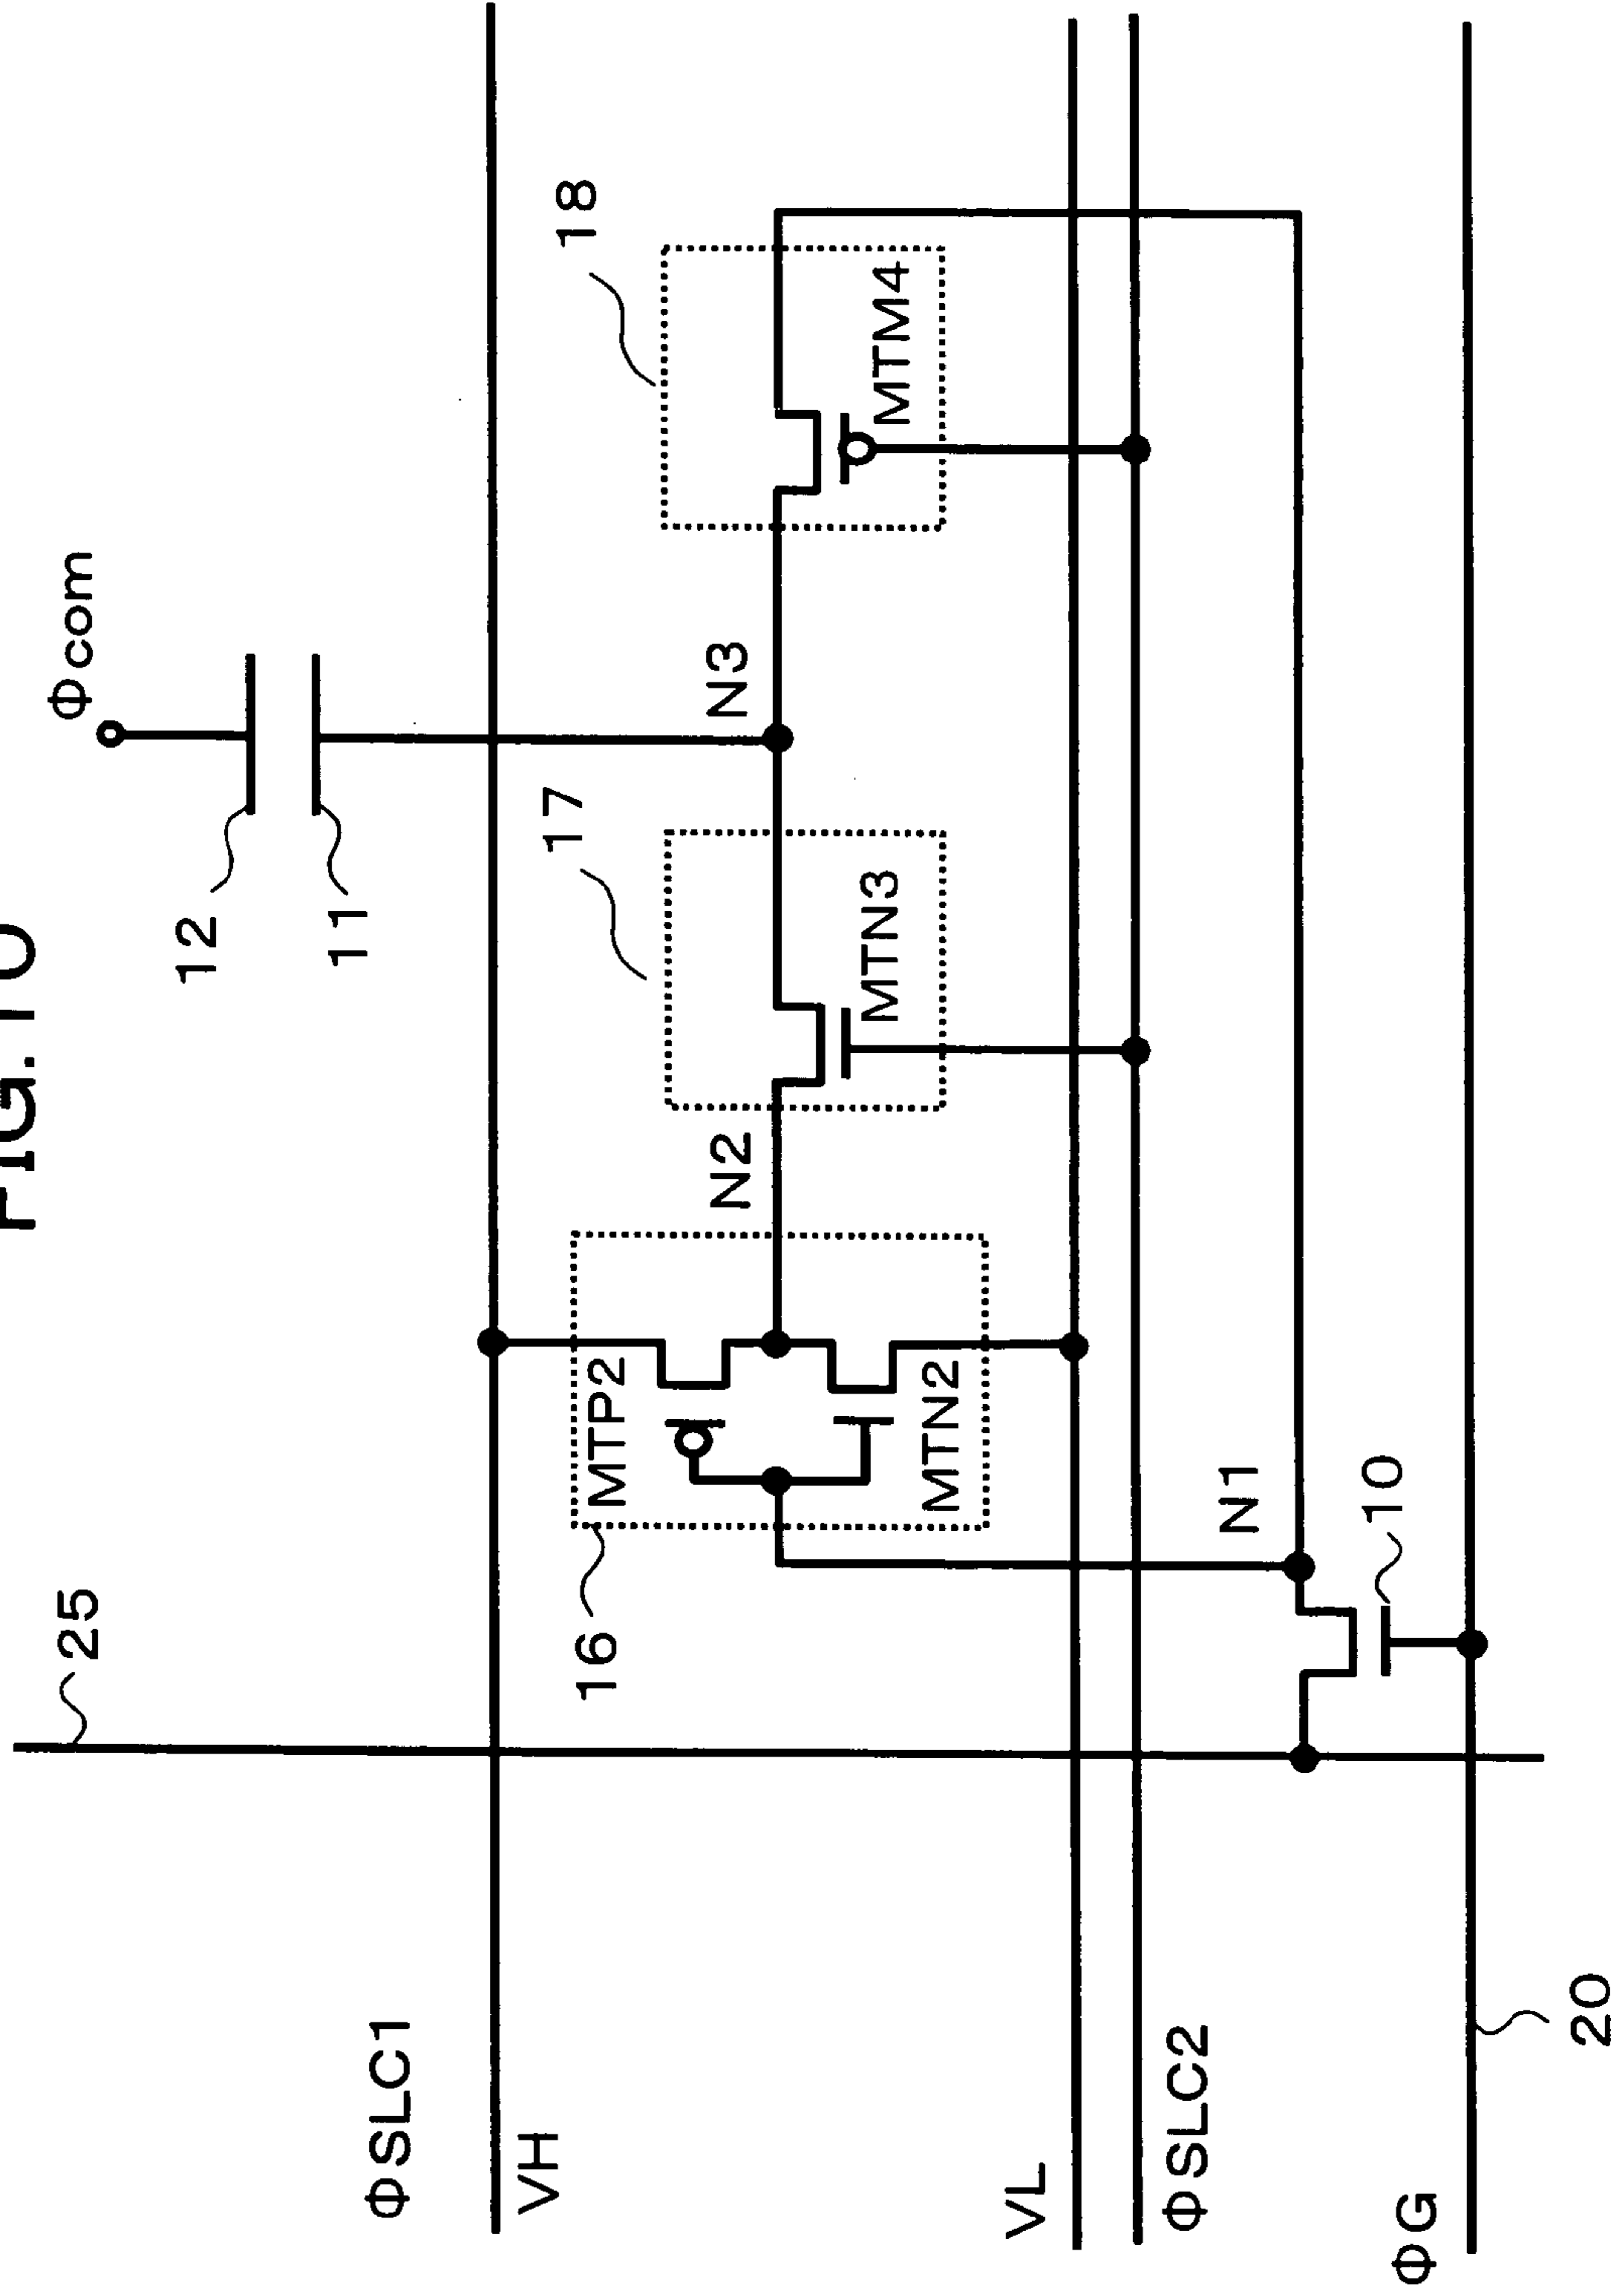 FIG. 10
Φcom
12
11
ΦSLC1
VH
25
16
MTP2
MTN2
N2
17
MTN3
N3
18
MTM4
VL
ΦSLC2
N1
10
ΦG
20